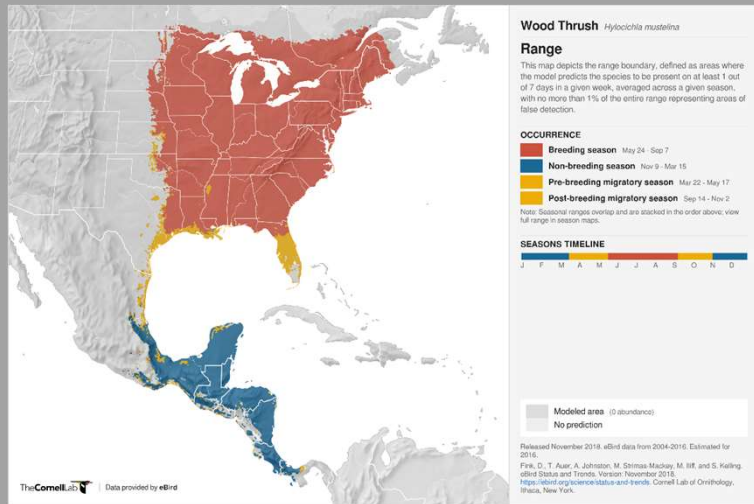 Wood Thrush Hylocichla mustelina
Range
This map depicts the range boundary, defined as areas where
the model predicts the species to be present on at least 1 out
of 7 days in a given week, averaged across a given season,
with no more than 1% of the entire range representing areas of
false detection.
OCCURRENCE
Breeding season May 24 - Sep 7
Non-breeding season Nov 9 - Mar 15
Pre-breeding migratory season Mar 22 - May 17
Post-breeding migratory season Sep 14 - Nov 2
Note: Seasonal ranges overlap and are stacked in the order above; view
full range in season maps.
SEASONS TIMELINE
J F M A M J J A S O N D
Modeled area (0 abundance)
No prediction
Released November 2018. eBird data from 2004-2016. Estimated for
2016.
Fink, D., T. Auer, A. Johnston, M. Strimas-Mackey, M. Iliff, and S. Kelling.
eBird Status and Trends. Version: November 2018.
https://ebird.org/science/status-and-trends. Cornell Lab of Ornithology,
Ithaca, New York.
TheCornellLab Data provided by eBird